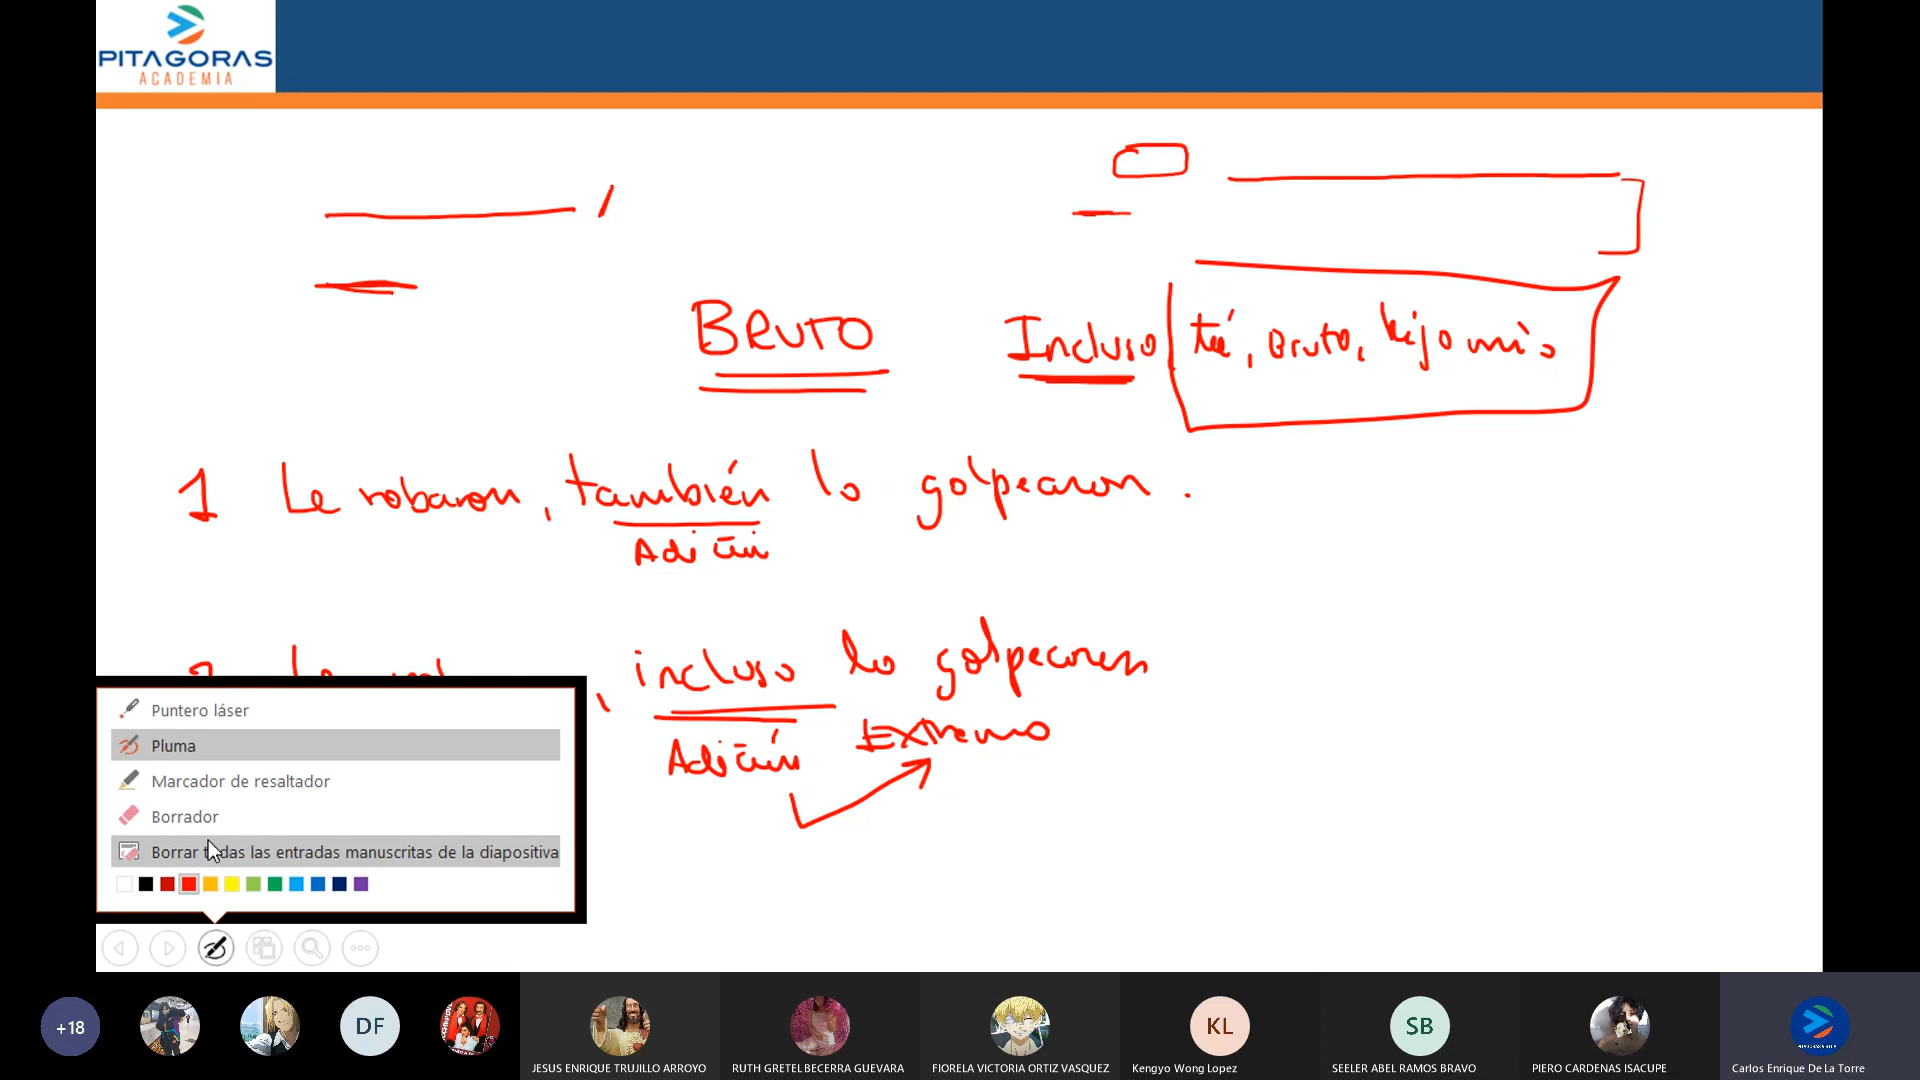 PITAGORAS
ACADEMIA
BRUTO
Incluso tú, Bruto, hijo mío
1 Le robaron, también lo golpearon.
Adición
2 Le
, incluso lo golpearon
Adición Extremo
Puntero láser
Pluma
Marcador de resaltador
Borrador
Borrar todas las entradas manuscritas de la diapositiva
+18
DF
KL
SB
JESUS ENRIQUE TRUJILLO ARROYO
RUTH GRETEL BECERRA GUEVARA
FIORELA VICTORIA ORTIZ VASQUEZ
Kengyo Wong Lopez
SEELER ABEL RAMOS BRAVO
PIERO CARDENAS ISACUPE
Carlos Enrique De La Torre